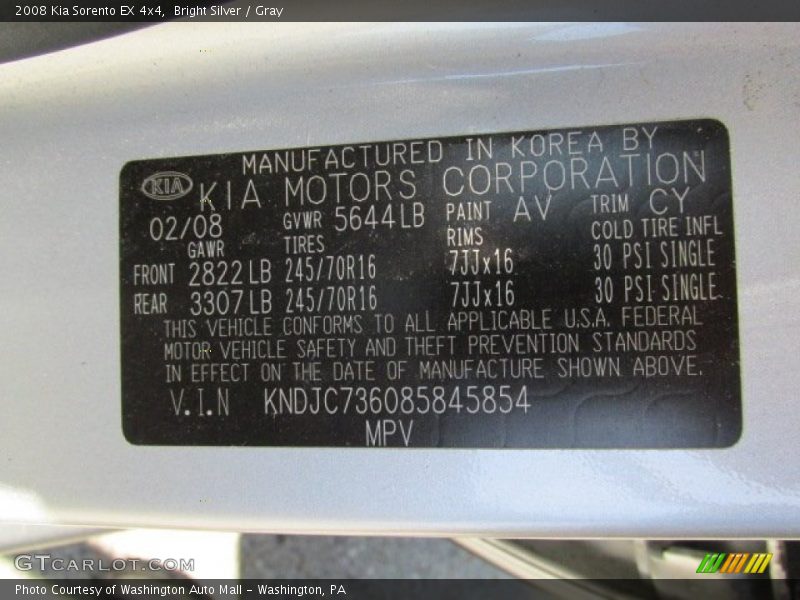 2008 Kia Sorento EX 4x4,  Bright Silver / Gray
MANUFACTURED IN KOREA BY
KIA KIA MOTORS CORPORATION
02/08 GVWR 5644LB PAINT AV TRIM CY
GAWR TIRES RIMS COLD TIRE INFL
FRONT 2822LB 245/70R16 7JJx16 30 PSI SINGLE
REAR 3307LB 245/70R16 7JJx16 30 PSI SINGLE
THIS VEHICLE CONFORMS TO ALL APPLICABLE U.S.A. FEDERAL
MOTOR VEHICLE SAFETY AND THEFT PREVENTION STANDARDS
IN EFFECT ON THE DATE OF MANUFACTURE SHOWN ABOVE.
V.I.N KNDJC736085845854
MPV
GTCARLOT.COM
Photo Courtesy of Washington Auto Mall - Washington, PA